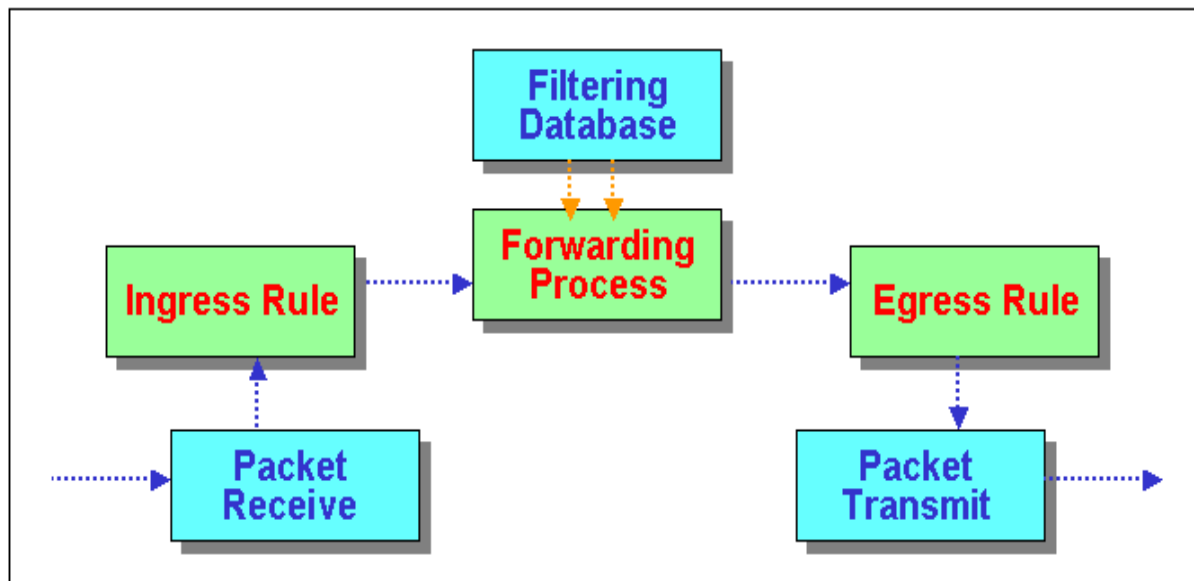 Filtering
Database
Forwarding
Process
Ingress Rule
Egress Rule
Packet
Receive
Packet
Transmit